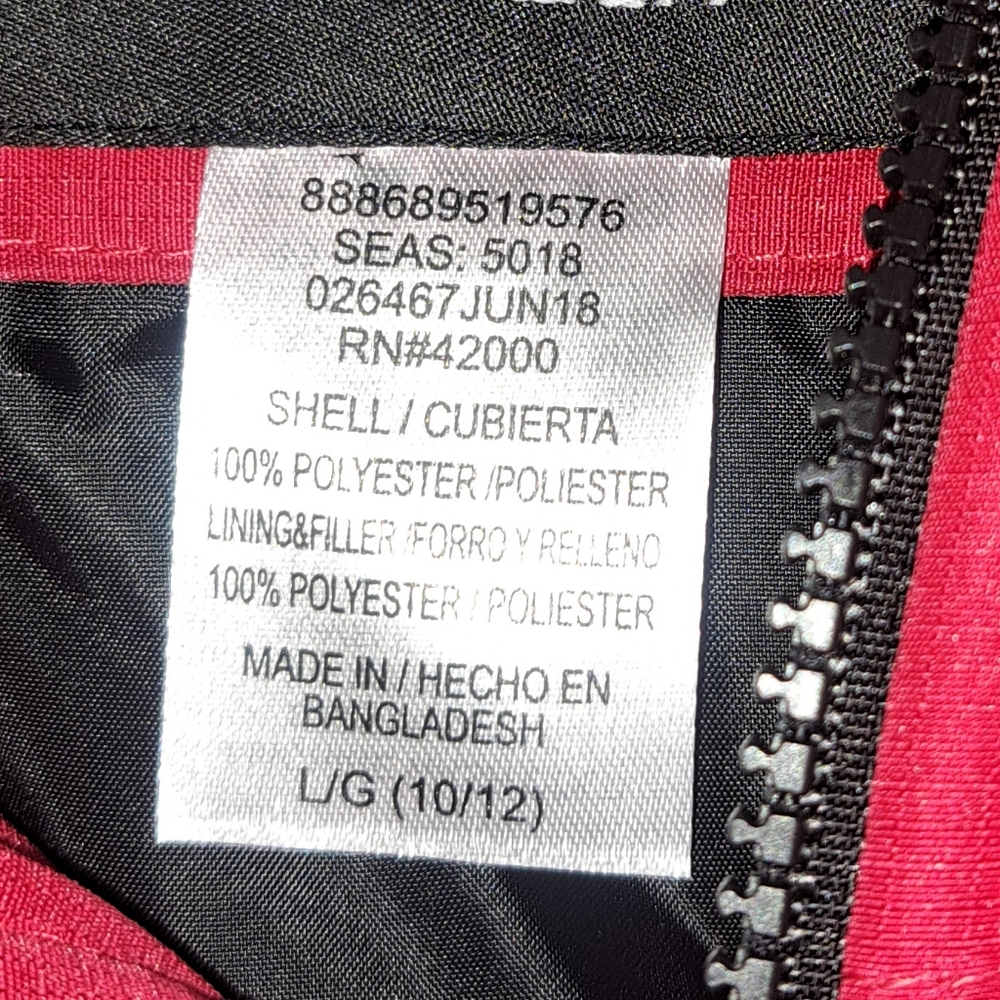 888689519576
SEAS: 5018
026467JUN18
RN#42000
SHELL / CUBIERTA
100% POLYESTER /POLIESTER
LINING&FILLER /FORRO Y RELLENO
100% POLYESTER / POLIESTER
MADE IN / HECHO EN
BANGLADESH
L/G (10/12)